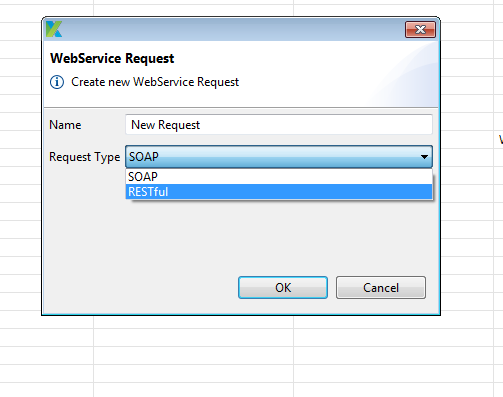 WebService Request
Create new WebService Request
Name New Request
Request Type SOAP
SOAP
RESTful
OK Cancel